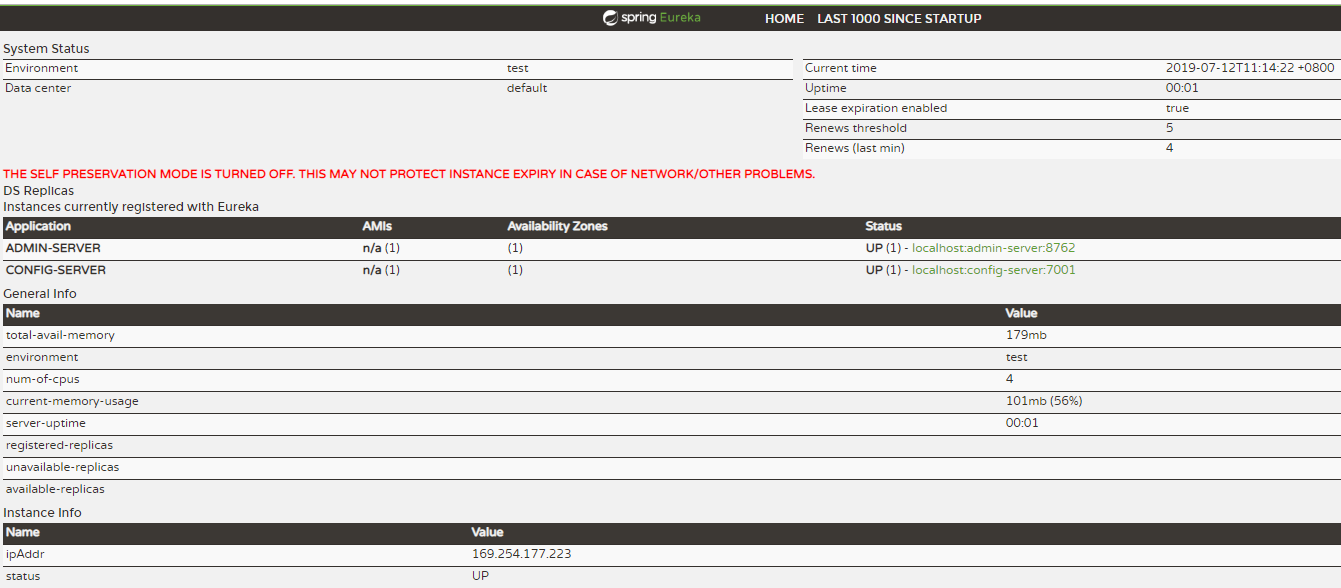 spring Eureka HOME LAST 1000 SINCE STARTUP
System Status
Environment test
Data center default
Current time 2019-07-12T11:14:22 +0800
Uptime 00:01
Lease expiration enabled true
Renews threshold 5
Renews (last min) 4
THE SELF PRESERVATION MODE IS TURNED OFF. THIS MAY NOT PROTECT INSTANCE EXPIRY IN CASE OF NETWORK/OTHER PROBLEMS.
DS Replicas
Instances currently registered with Eureka
Application AMIs Availability Zones Status
ADMIN-SERVER n/a (1) (1) UP (1) - localhost:admin-server:8762
CONFIG-SERVER n/a (1) (1) UP (1) - localhost:config-server:7001
General Info
Name Value
total-avail-memory 179mb
environment test
num-of-cpus 4
current-memory-usage 101mb (56%)
server-uptime 00:01
registered-replicas
unavailable-replicas
available-replicas
Instance Info
Name Value
ipAddr 169.254.177.223
status UP